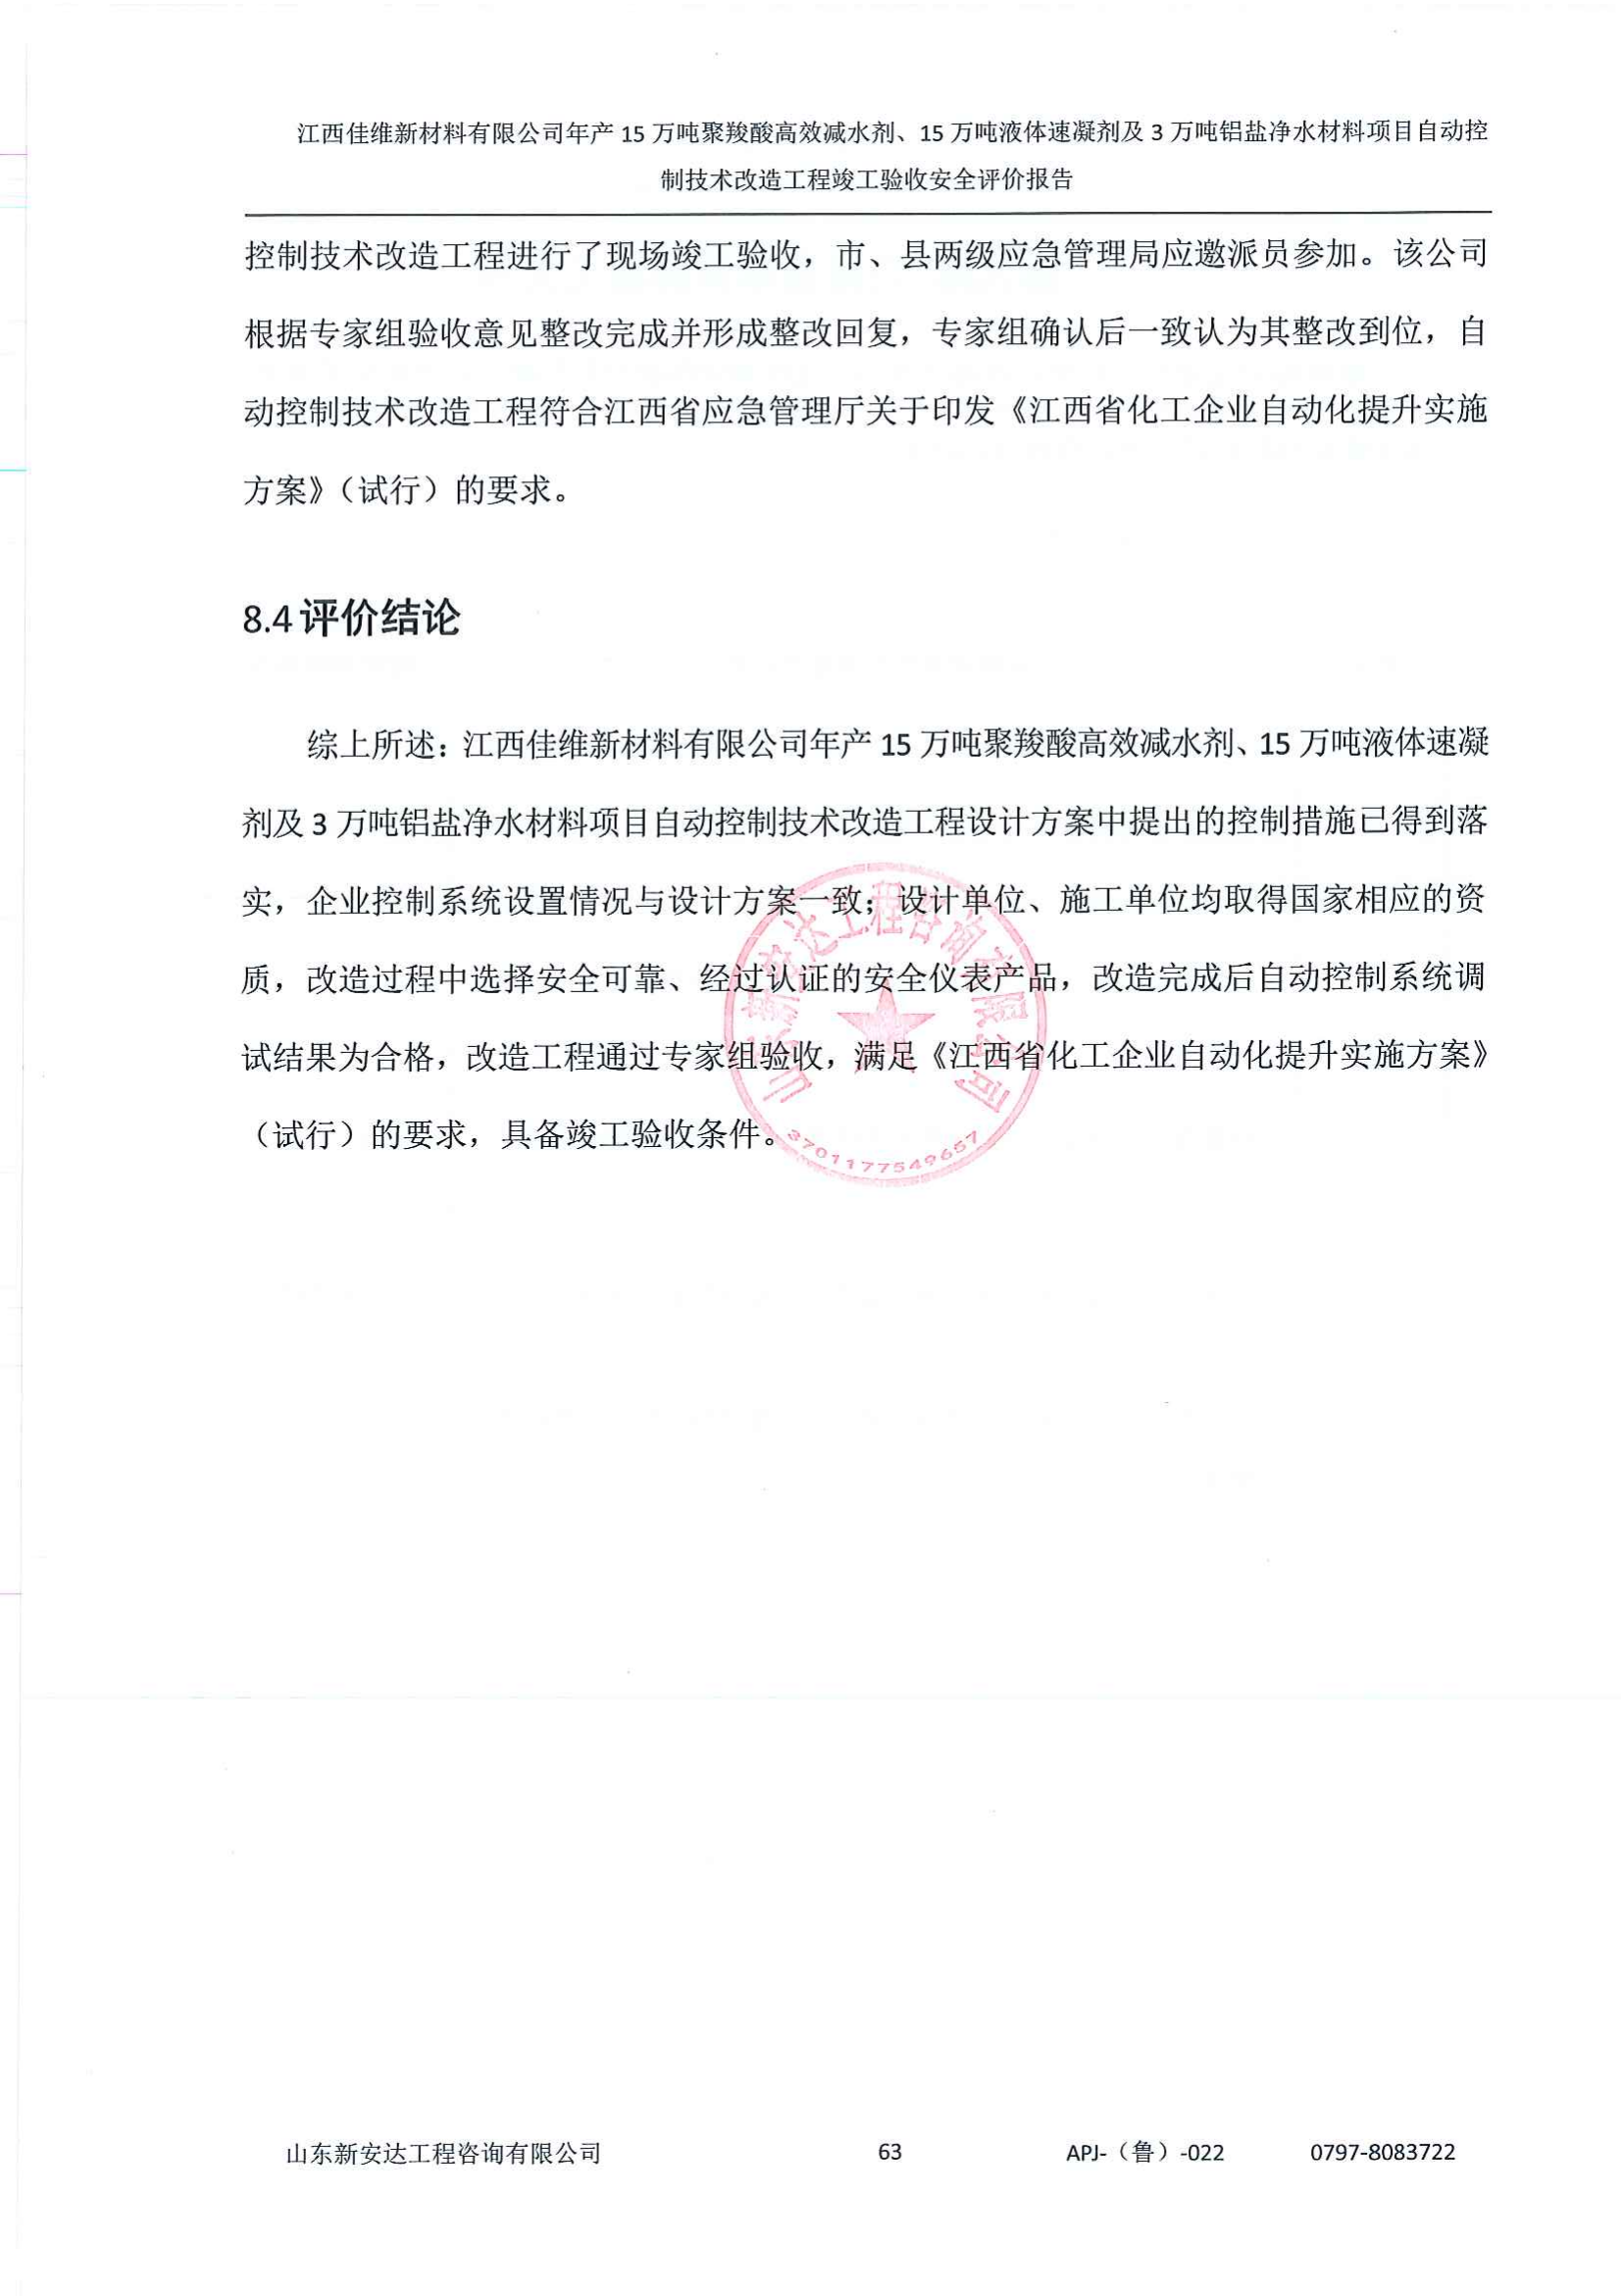 江西佳维新材料有限公司年产 15 万吨聚羧酸高效减水剂、15 万吨液体速凝剂及 3 万吨铝盐净水材料项目自动控
制技术改造工程竣工验收安全评价报告
控制技术改造工程进行了现场竣工验收，市、县两级应急管理局应邀派员参加。该公司
根据专家组验收意见整改完成并形成整改回复，专家组确认后一致认为其整改到位，自
动控制技术改造工程符合江西省应急管理厅关于印发《江西省化工企业自动化提升实施
方案》（试行）的要求。
8.4 评价结论
综上所述：江西佳维新材料有限公司年产 15 万吨聚羧酸高效减水剂、15 万吨液体速凝
剂及 3 万吨铝盐净水材料项目自动控制技术改造工程设计方案中提出的控制措施已得到落
实，企业控制系统设置情况与设计方案一致；设计单位、施工单位均取得国家相应的资
质，改造过程中选择安全可靠、经过认证的安全仪表产品，改造完成后自动控制系统调
试结果为合格，改造工程通过专家组验收，满足《江西省化工企业自动化提升实施方案》
（试行）的要求，具备竣工验收条件。
山东新安达工程咨询有限公司
3701177549657
山东新安达工程咨询有限公司 63 APJ-（鲁）-022 0797-8083722